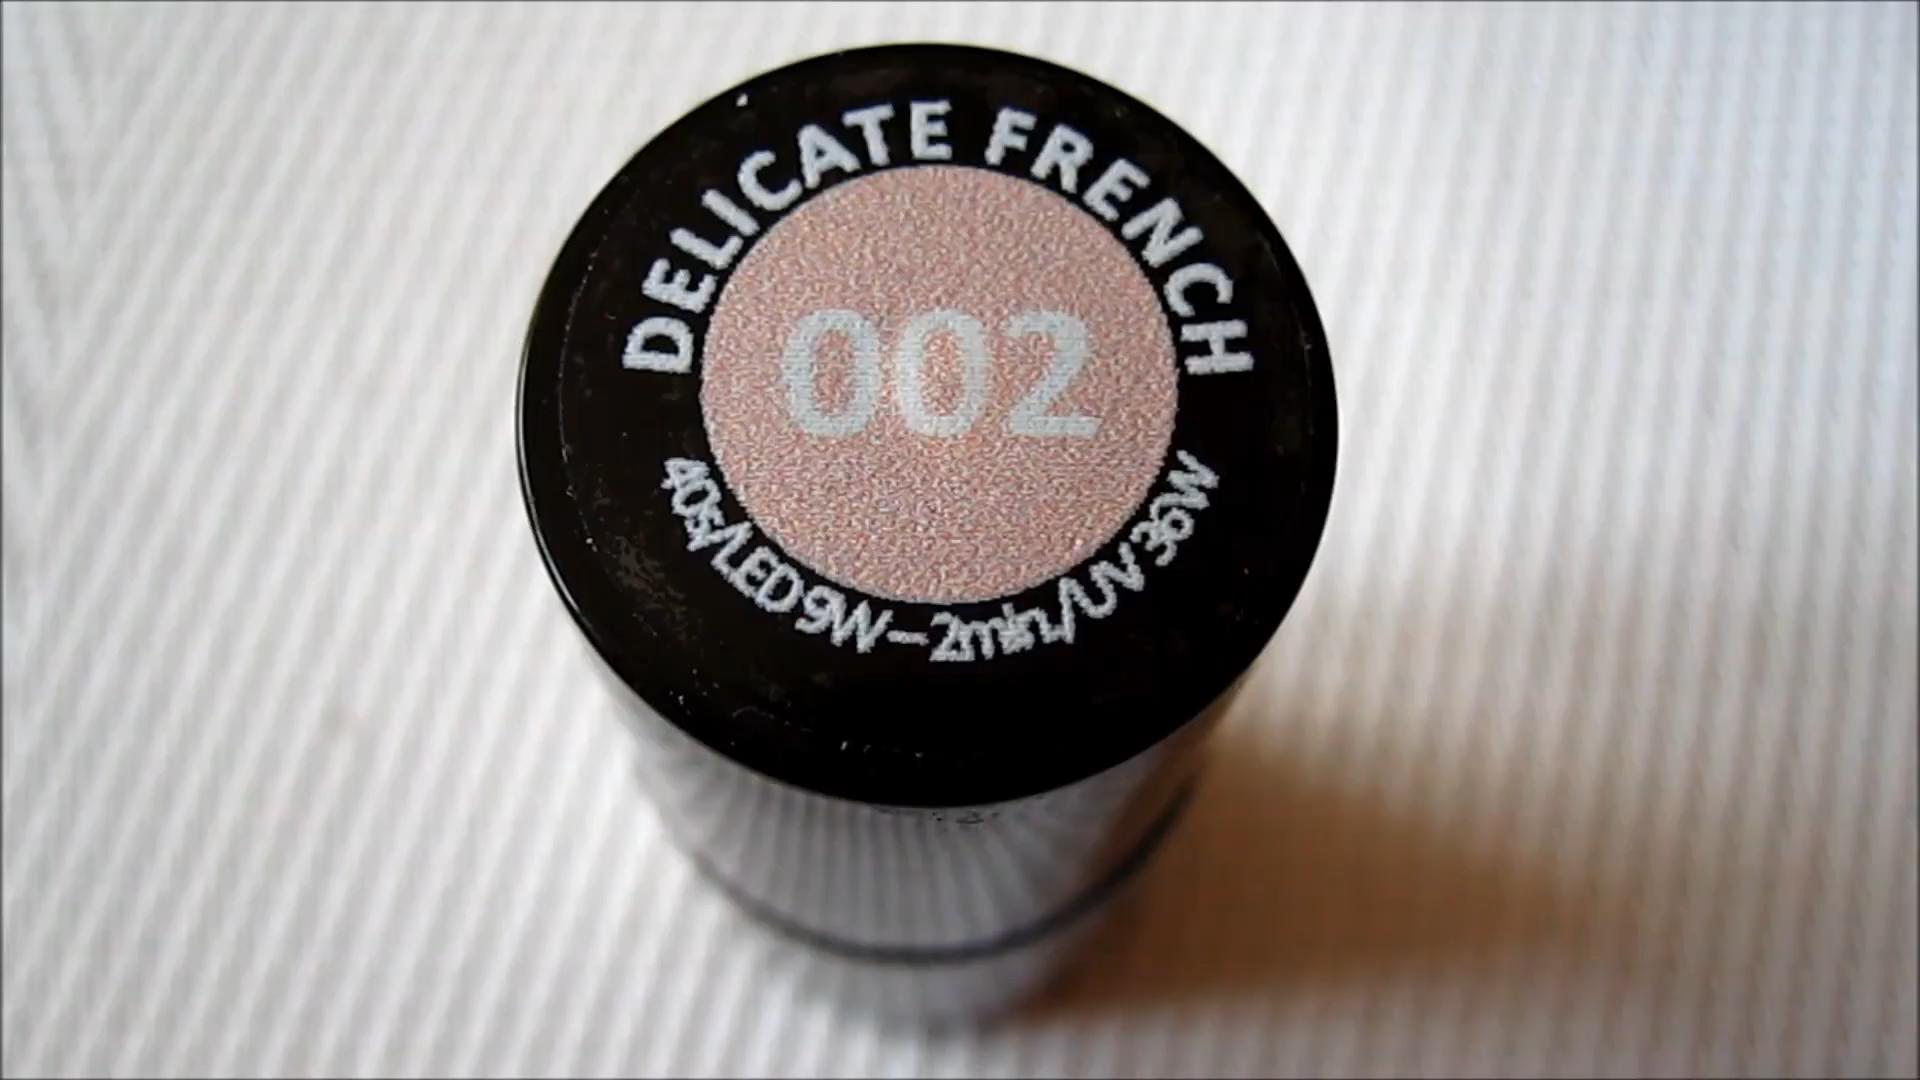 DELICATE FRENCH
002
40s/LED 9W – 2min./UV 36W